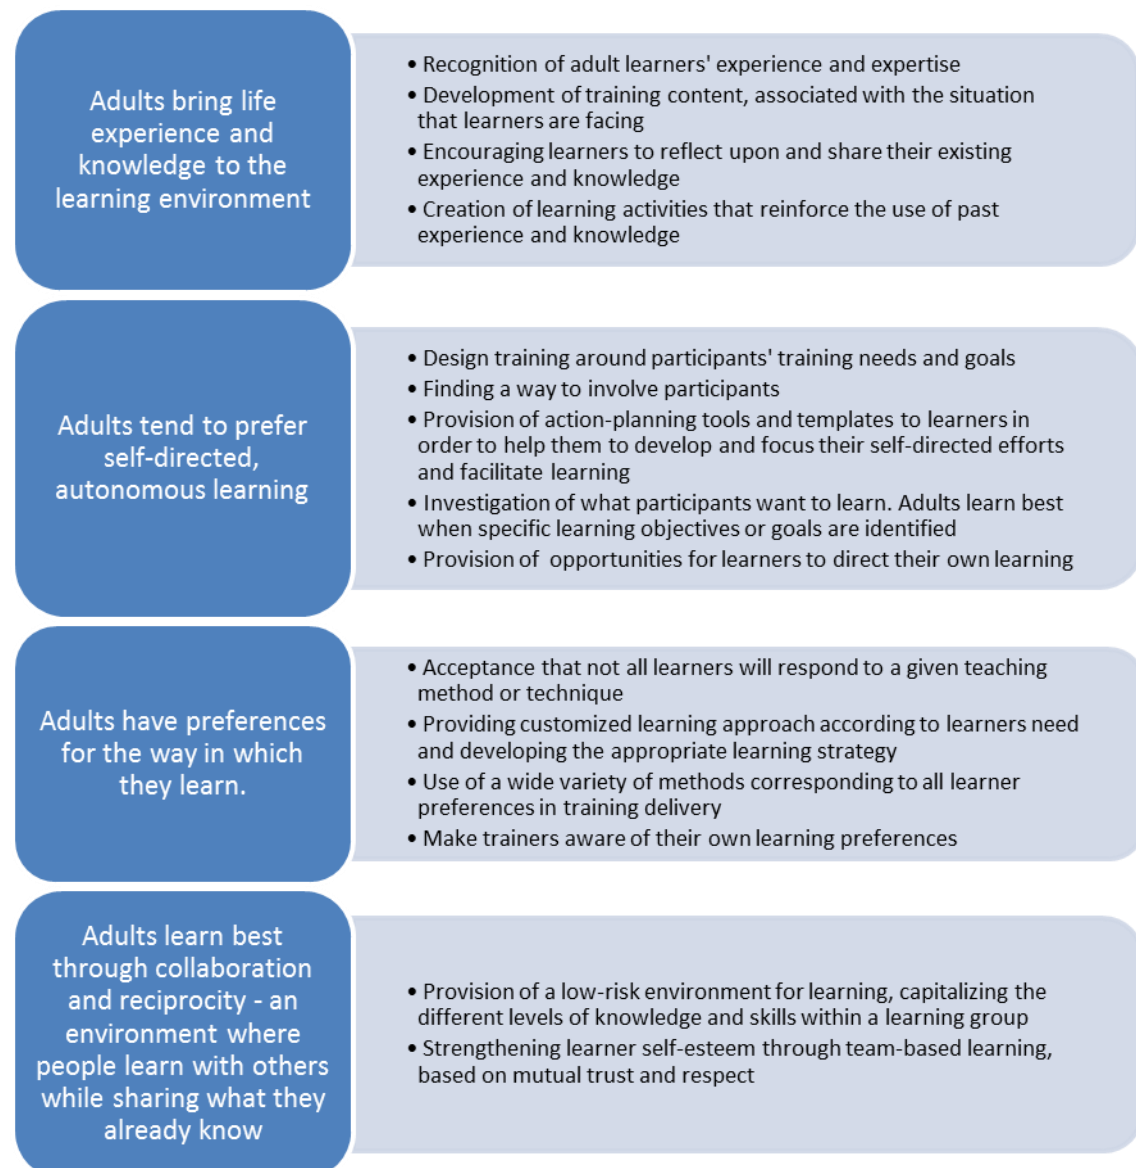 Adults bring life
experience and
knowledge to the
learning environment
• Recognition of adult learners' experience and expertise
• Development of training content, associated with the situation
that learners are facing
• Encouraging learners to reflect upon and share their existing
experience and knowledge
• Creation of learning activities that reinforce the use of past
experience and knowledge
Adults tend to prefer
self-directed,
autonomous learning
• Design training around participants' training needs and goals
• Finding a way to involve participants
• Provision of action-planning tools and templates to learners in
order to help them to develop and focus their self-directed efforts
and facilitate learning
• Investigation of what participants want to learn. Adults learn best
when specific learning objectives or goals are identified
• Provision of opportunities for learners to direct their own learning
Adults have preferences
for the way in which
they learn.
• Acceptance that not all learners will respond to a given teaching
method or technique
• Providing customized learning approach according to learners need
and developing the appropriate learning strategy
• Use of a wide variety of methods corresponding to all learner
preferences in training delivery
• Make trainers aware of their own learning preferences
Adults learn best
through collaboration
and reciprocity - an
environment where
people learn with others
while sharing what they
already know
• Provision of a low-risk environment for learning, capitalizing the
different levels of knowledge and skills within a learning group
• Strengthening learner self-esteem through team-based learning,
based on mutual trust and respect